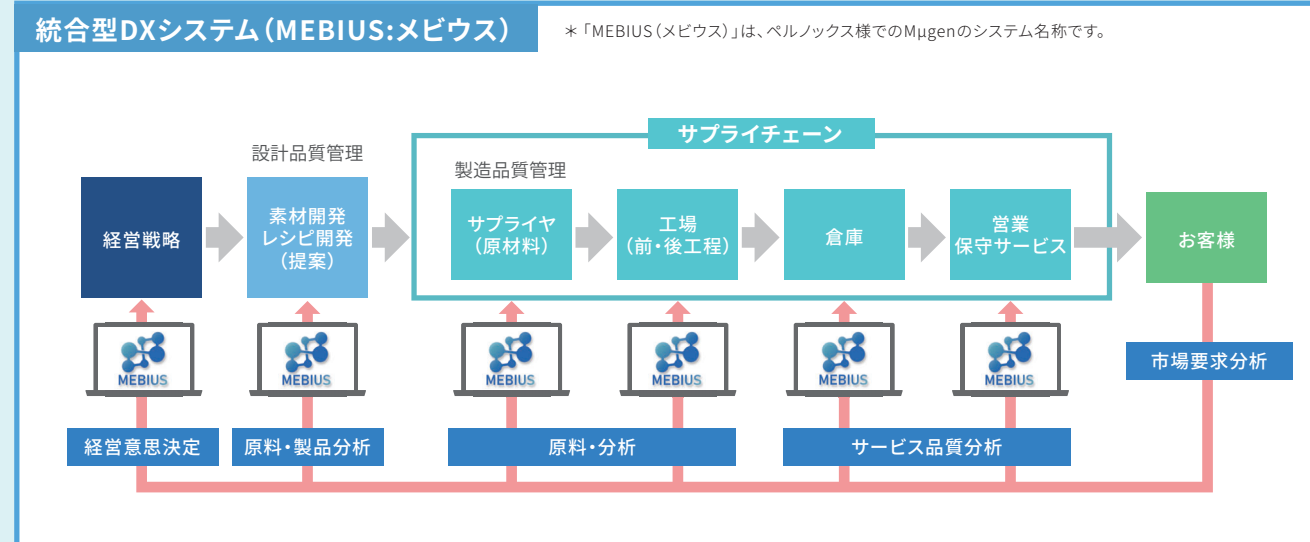 統合型DXシステム（MEBIUS:メビウス）
＊「MEBIUS（メビウス）」は、ペルノックス様でのMμgenのシステム名称です。
サプライチェーン
設計品質管理
製造品質管理
経営戦略
素材開発
レシピ開発
（提案）
サプライヤ
（原材料）
工場
（前・後工程）
倉庫
営業
保守サービス
お客様
MEBIUS
MEBIUS
MEBIUS
MEBIUS
MEBIUS
MEBIUS
市場要求分析
経営意思決定
原料・製品分析
原料・分析
サービス品質分析